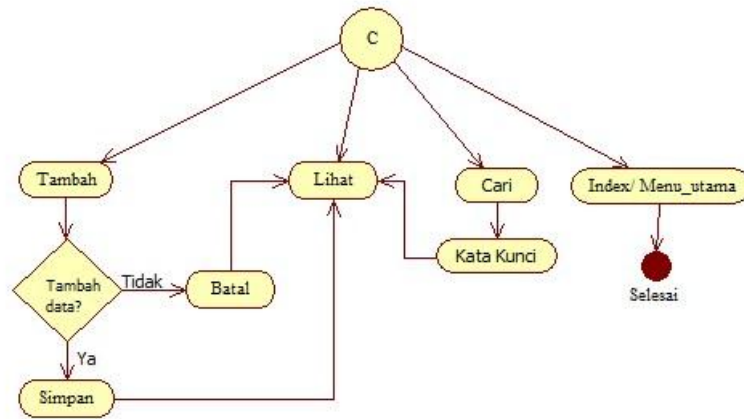 C
Tambah
Lihat
Cari
Index/ Menu_utama
Kata Kunci
Tambah
data?
Tidak
Batal
Selesai
Ya
Simpan